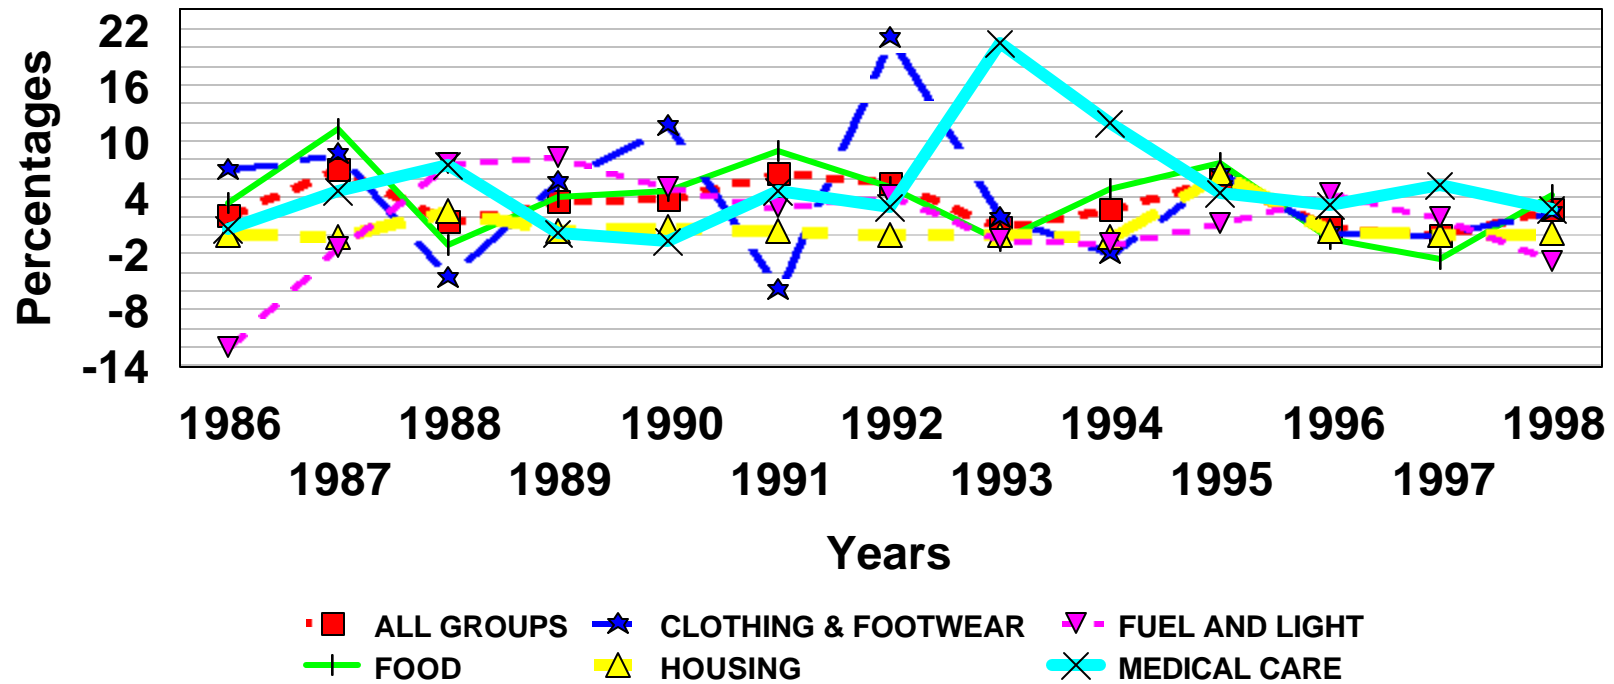 Percentages
22
16
10
4
-2
-8
-14
1986 1988 1990 1992 1994 1996 1998
1987 1989 1991 1993 1995 1997
Years
ALL GROUPS CLOTHING & FOOTWEAR FUEL AND LIGHT
FOOD HOUSING MEDICAL CARE